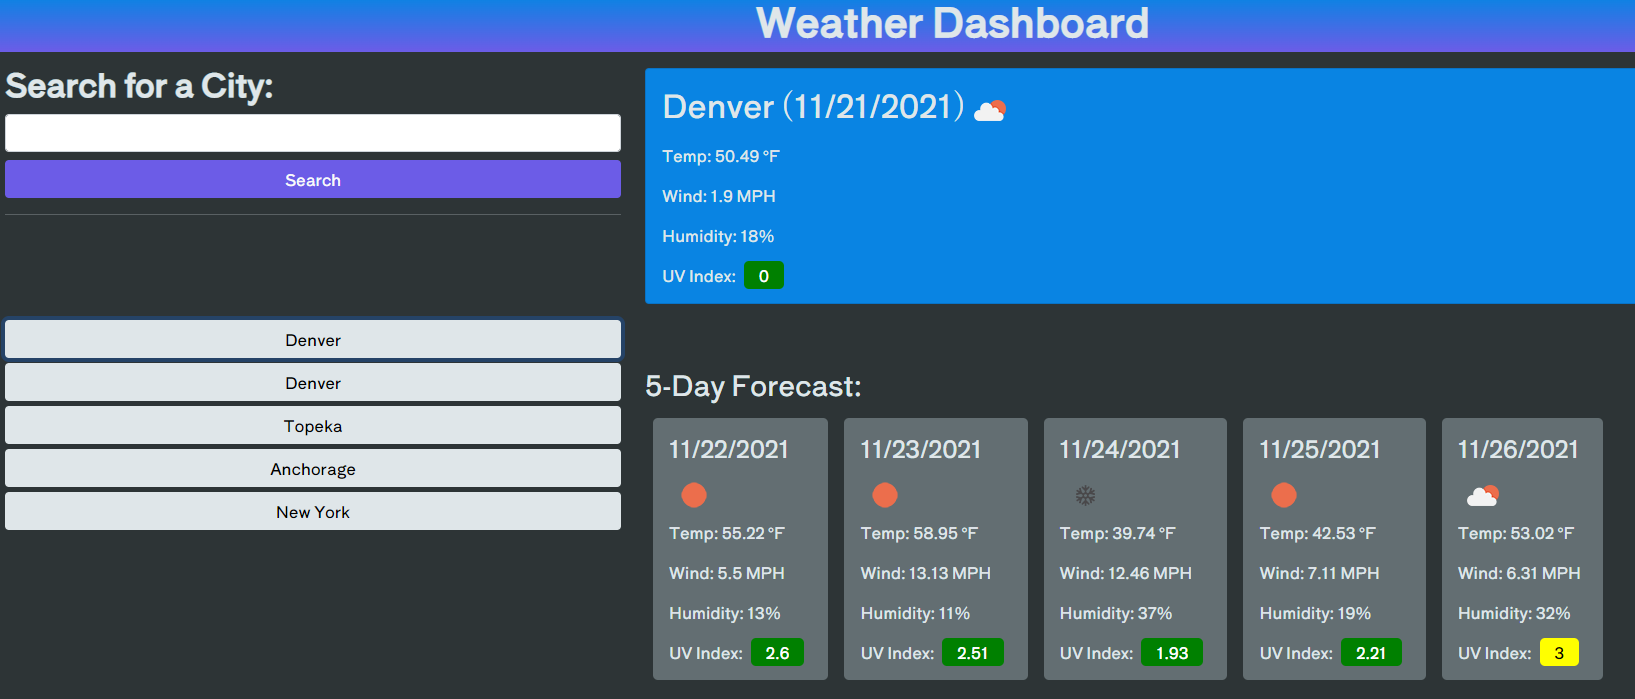 Weather Dashboard
Search for a City:
Search
Denver
Denver
Topeka
Anchorage
New York
Denver (11/21/2021)
Temp: 50.49 °F
Wind: 1.9 MPH
Humidity: 18%
UV Index: 0
5-Day Forecast:
11/22/2021
Temp: 55.22 °F
Wind: 5.5 MPH
Humidity: 13%
UV Index: 2.6
11/23/2021
Temp: 58.95 °F
Wind: 13.13 MPH
Humidity: 11%
UV Index: 2.51
11/24/2021
Temp: 39.74 °F
Wind: 12.46 MPH
Humidity: 37%
UV Index: 1.93
11/25/2021
Temp: 42.53 °F
Wind: 7.11 MPH
Humidity: 19%
UV Index: 2.21
11/26/2021
Temp: 53.02 °F
Wind: 6.31 MPH
Humidity: 32%
UV Index: 3